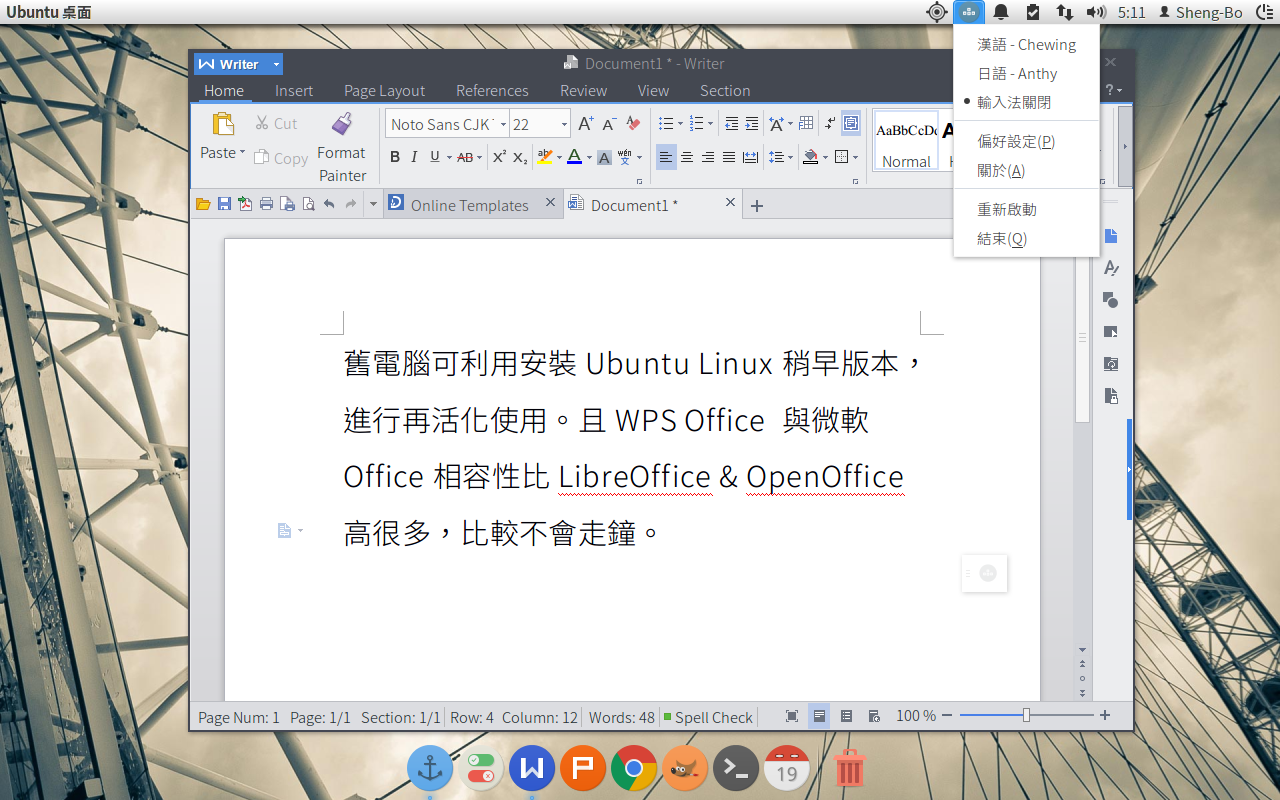 Ubuntu 桌面
5:11
Sheng-Bo
漢語 - Chewing
日語 - Anthy
輸入法關閉
偏好設定(P)
關於(A)
重新啟動
結束(Q)
Writer
Document1 * - Writer
Home Insert Page Layout References Review View Section
Paste
Cut
Copy
Format Painter
Noto Sans CJK
22
B I U AB X² X₂
AaBbCcDc
Normal
Online Templates
Document1 *
舊電腦可利用安裝 Ubuntu Linux 稍早版本，
進行再活化使用。且 WPS Office 與微軟
Office 相容性比 LibreOffice & OpenOffice
高很多，比較不會走鐘。
Page Num: 1 Page: 1/1 Section: 1/1 Row: 4 Column: 12 Words: 48 Spell Check 100 %
19